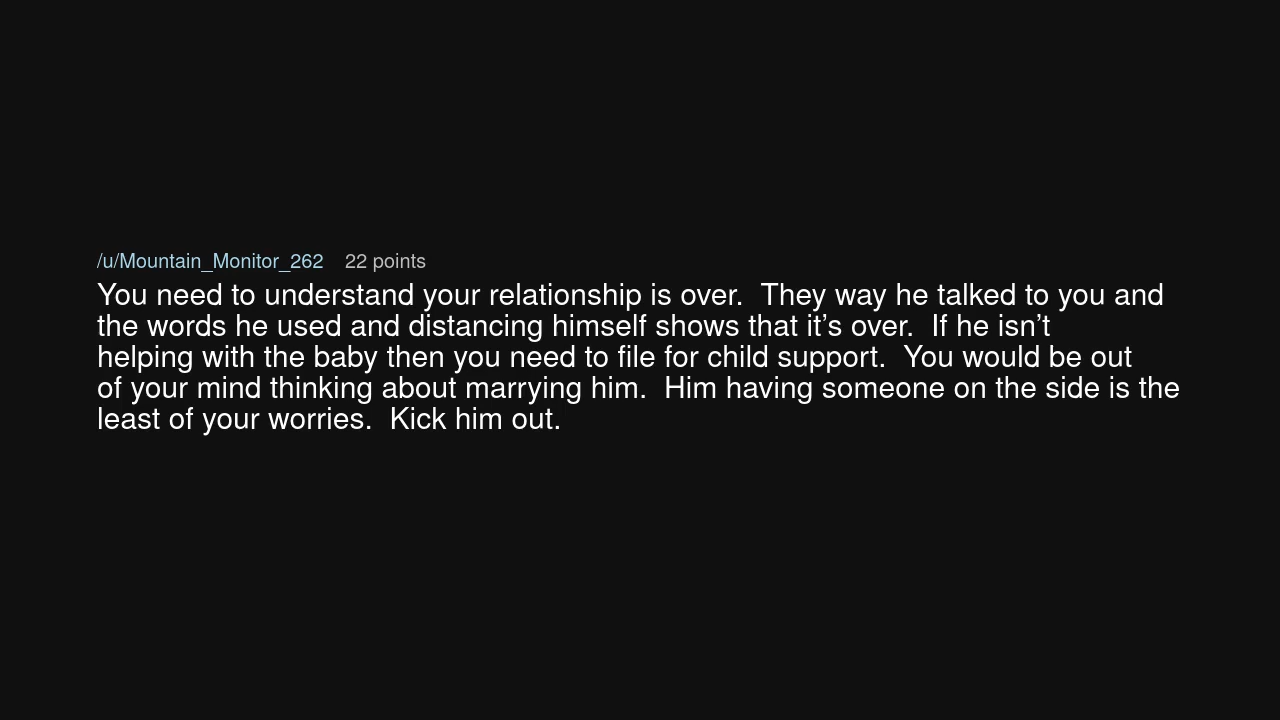 /u/Mountain_Monitor_262 22 points
You need to understand your relationship is over.  They way he talked to you and
the words he used and distancing himself shows that it’s over.  If he isn’t
helping with the baby then you need to file for child support.  You would be out
of your mind thinking about marrying him.  Him having someone on the side is the
least of your worries.  Kick him out.